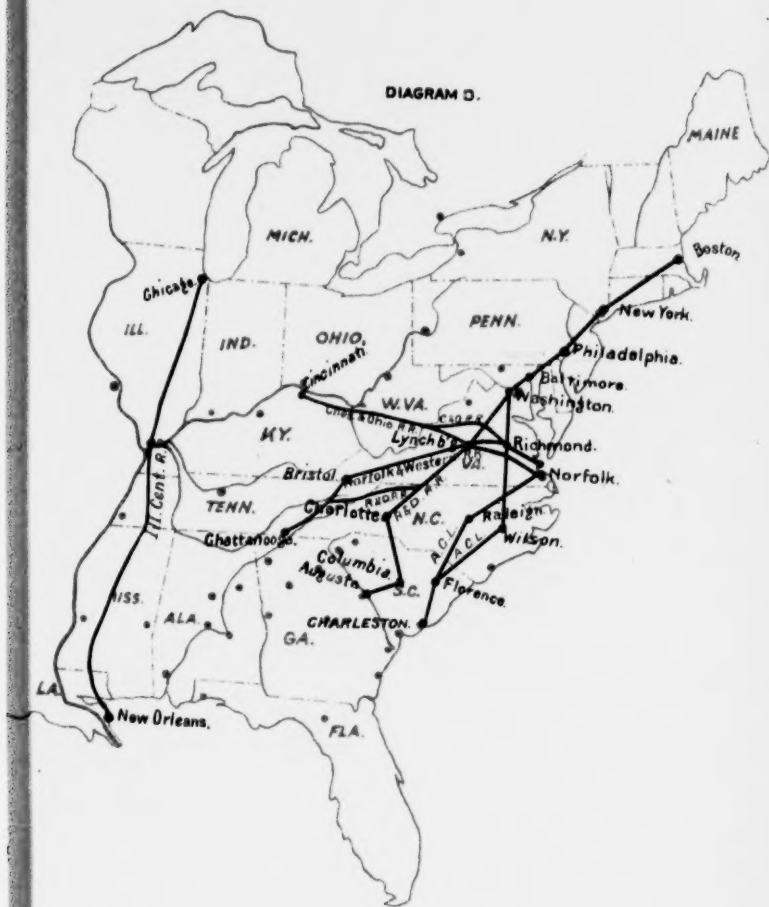 DIAGRAM D.
MAINE
MICH.
N.Y.
Boston
Chicago.
New York.
ILL.
IND.
OHIO.
PENN.
Philadelphia.
Cincinnati.
Baltimore.
Washington.
W.VA.
C&O R.R.
Ches. & Ohio R.R.
KY.
Lynchb'g
Richmond.
VA.
Ill. Cent. R.
Bristol.
Norfolk & Western R.R.
Norfolk.
TENN.
R&D.R.R.
R&D. R.R.
Charlotte
N.C.
Raleigh
Chattanooga.
A.C.L.
A.C.L.
Wilson.
Columbia.
Augusta.
S.C.
Florence.
MISS.
ALA.
GA.
CHARLESTON.
LA.
New Orleans.
FLA.